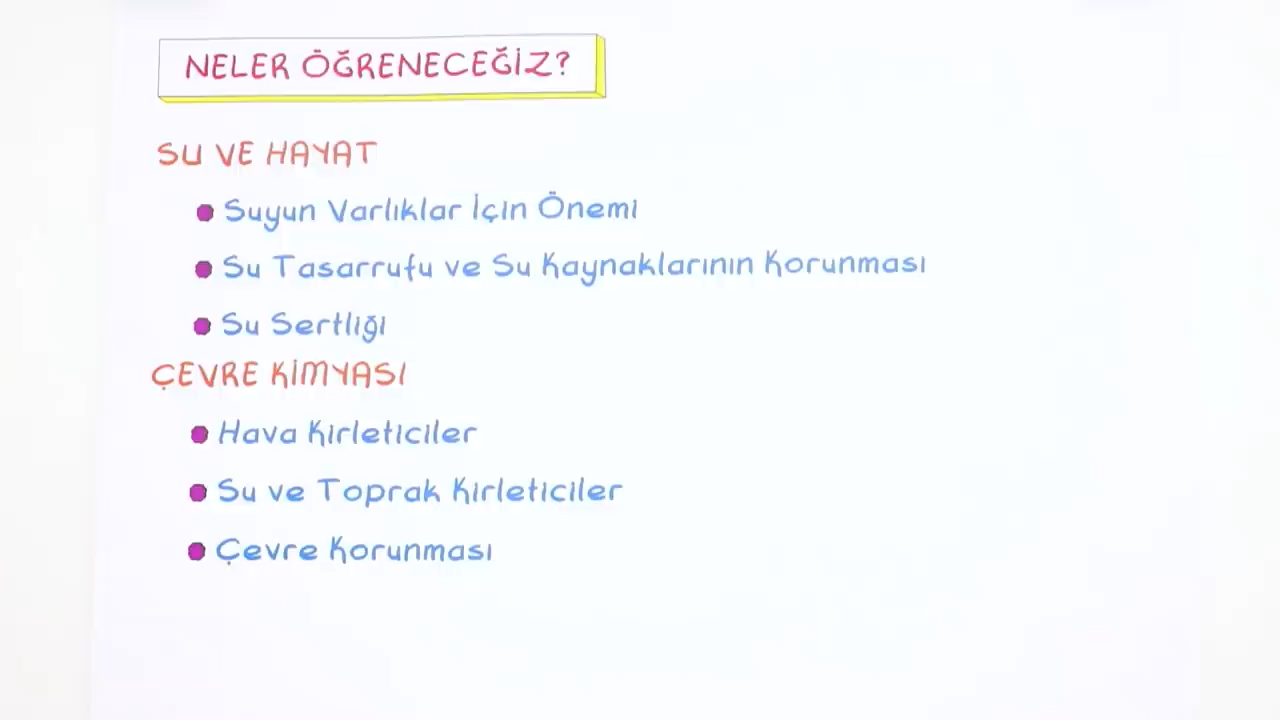 NELER ÖĞRENECEĞİZ?
SU VE HAYAT
Suyun Varlıklar İçin Önemi
Su Tasarrufu ve Su Kaynaklarının Korunması
Su Sertliği
ÇEVRE KİMYASI
Hava Kirleticiler
Su ve Toprak Kirleticiler
Çevre Korunması